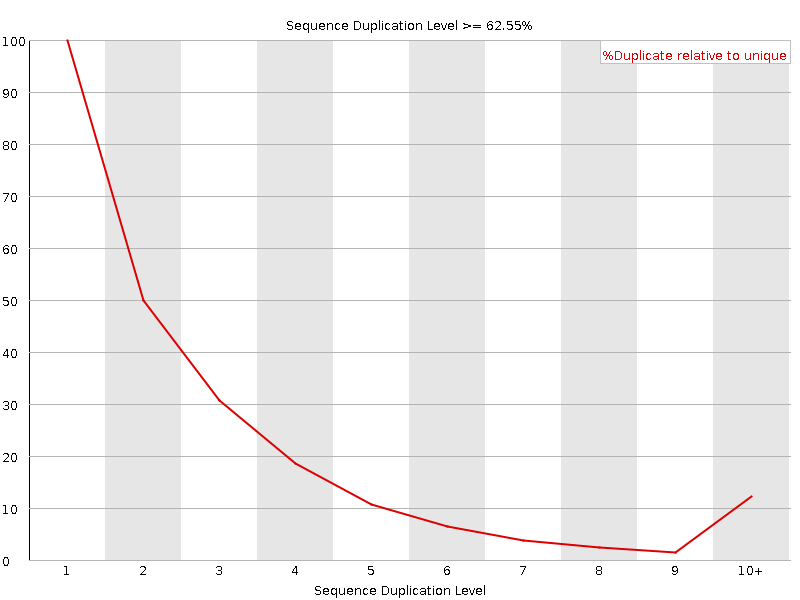 Sequence Duplication Level >= 62.55%
%Duplicate relative to unique
100
90
80
70
60
50
40
30
20
10
0
1 2 3 4 5 6 7 8 9 10+
Sequence Duplication Level